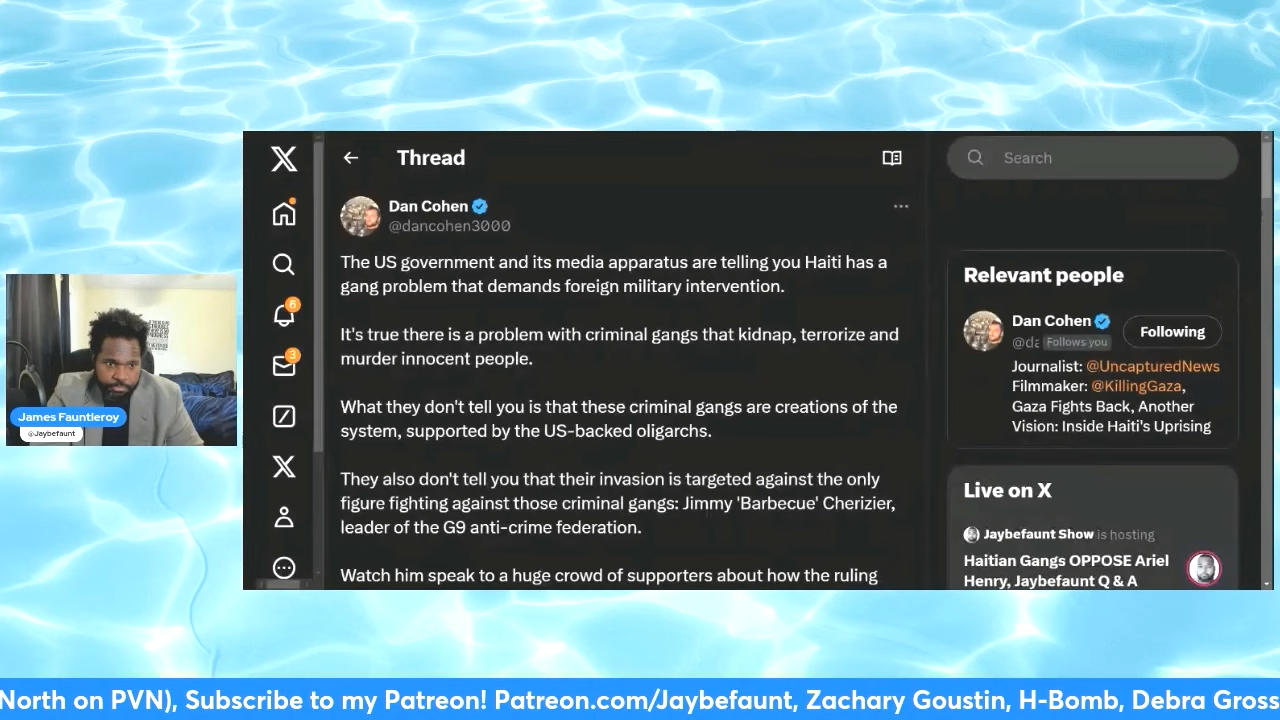 Thread
Search
Dan Cohen
@dancohen3000
The US government and its media apparatus are telling you Haiti has a
gang problem that demands foreign military intervention.
It's true there is a problem with criminal gangs that kidnap, terrorize and
murder innocent people.
What they don't tell you is that these criminal gangs are creations of the
system, supported by the US-backed oligarchs.
They also don't tell you that their invasion is targeted against the only
figure fighting against those criminal gangs: Jimmy 'Barbecue' Cherizier,
leader of the G9 anti-crime federation.
Watch him speak to a huge crowd of supporters about how the ruling
6
3
Relevant people
Dan Cohen
@da Follows you
Following
Journalist: @UncapturedNews
Filmmaker: @KillingGaza,
Gaza Fights Back, Another
Vision: Inside Haiti's Uprising
Live on X
Jaybefaunt Show is hosting
Haitian Gangs OPPOSE Ariel
Henry, Jaybefaunt Q & A
James Fauntleroy
@Jaybefaunt
North on PVN), Subscribe to my Patreon! Patreon.com/Jaybefaunt, Zachary Goustin, H-Bomb, Debra Gross